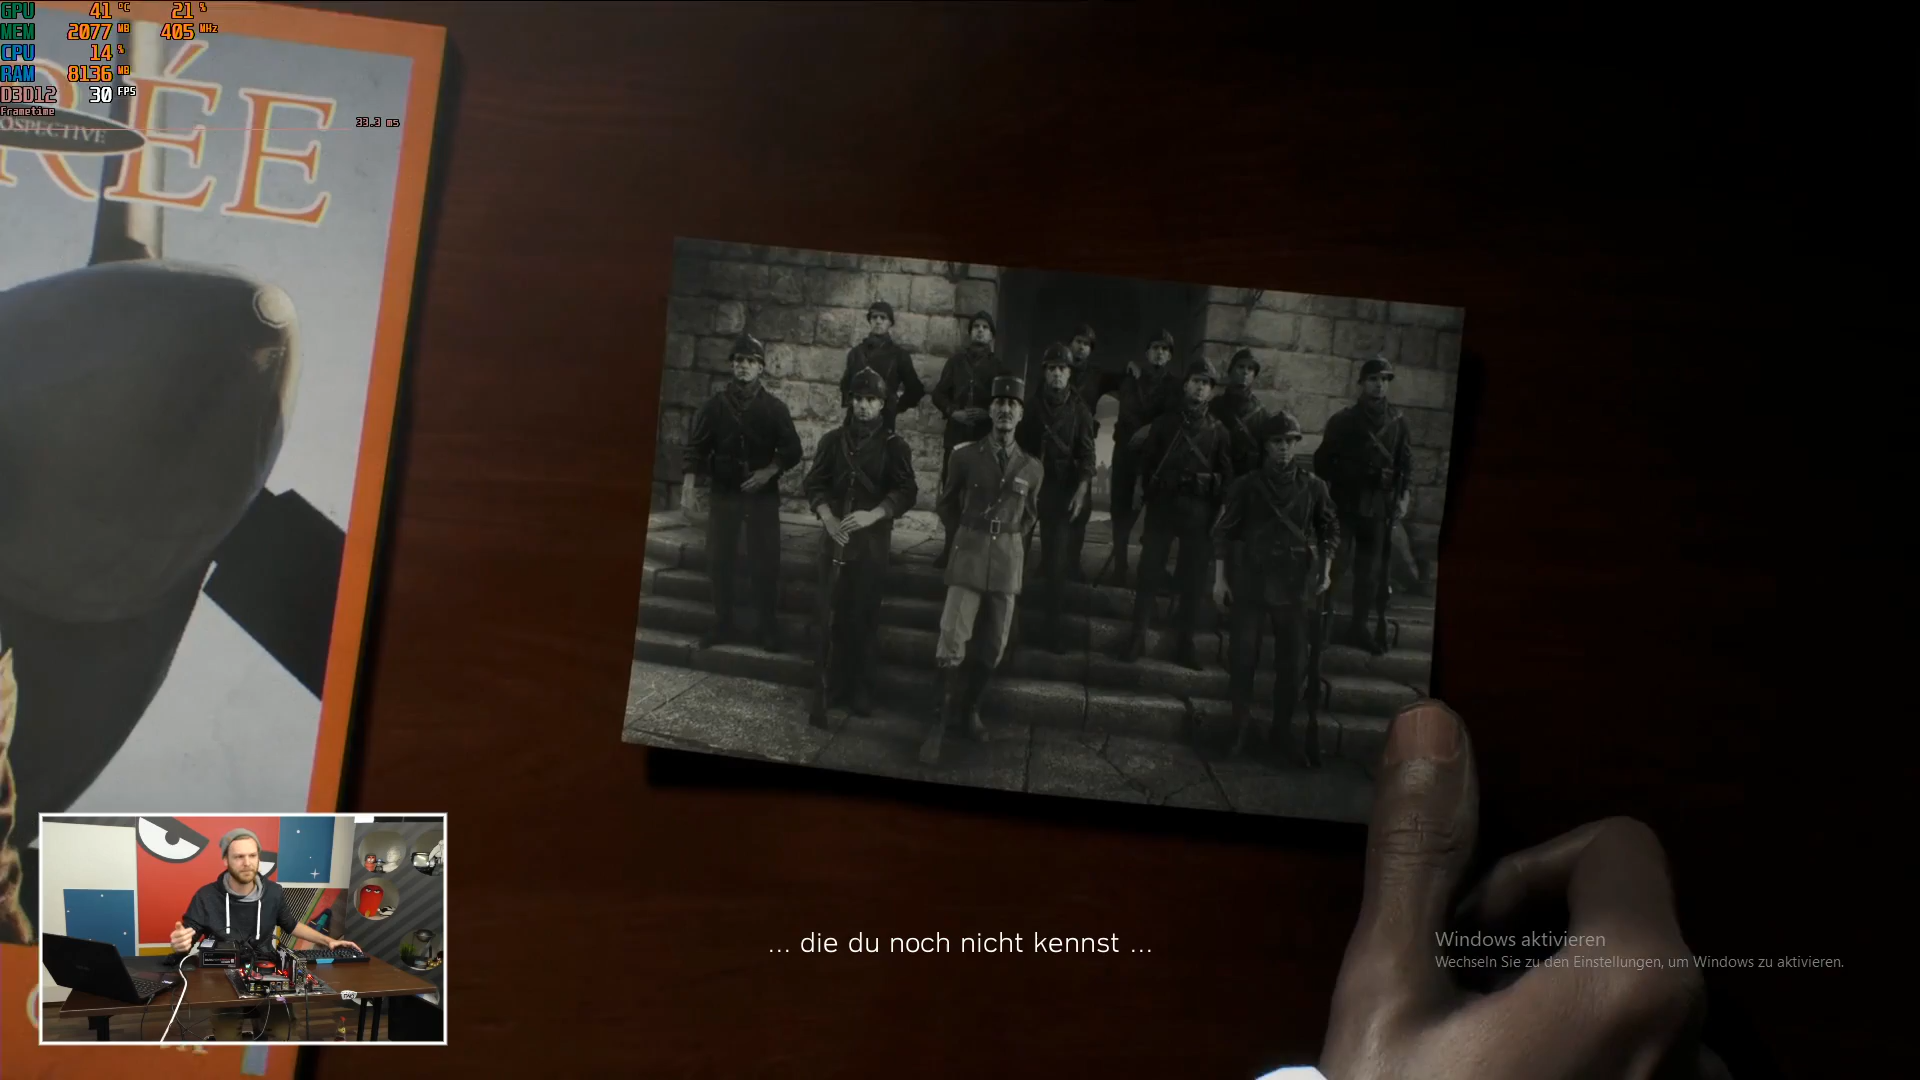 GPU 41 °C 21 %
MEM 2077 MB 405 MHz
CPU 14 %
RAM 8136 MB
D3D12 30 FPS
Frametime
33.3 ms
RÉE
OSPECTIVE
... die du noch nicht kennst ...
Windows aktivieren
Wechseln Sie zu den Einstellungen, um Windows zu aktivieren.